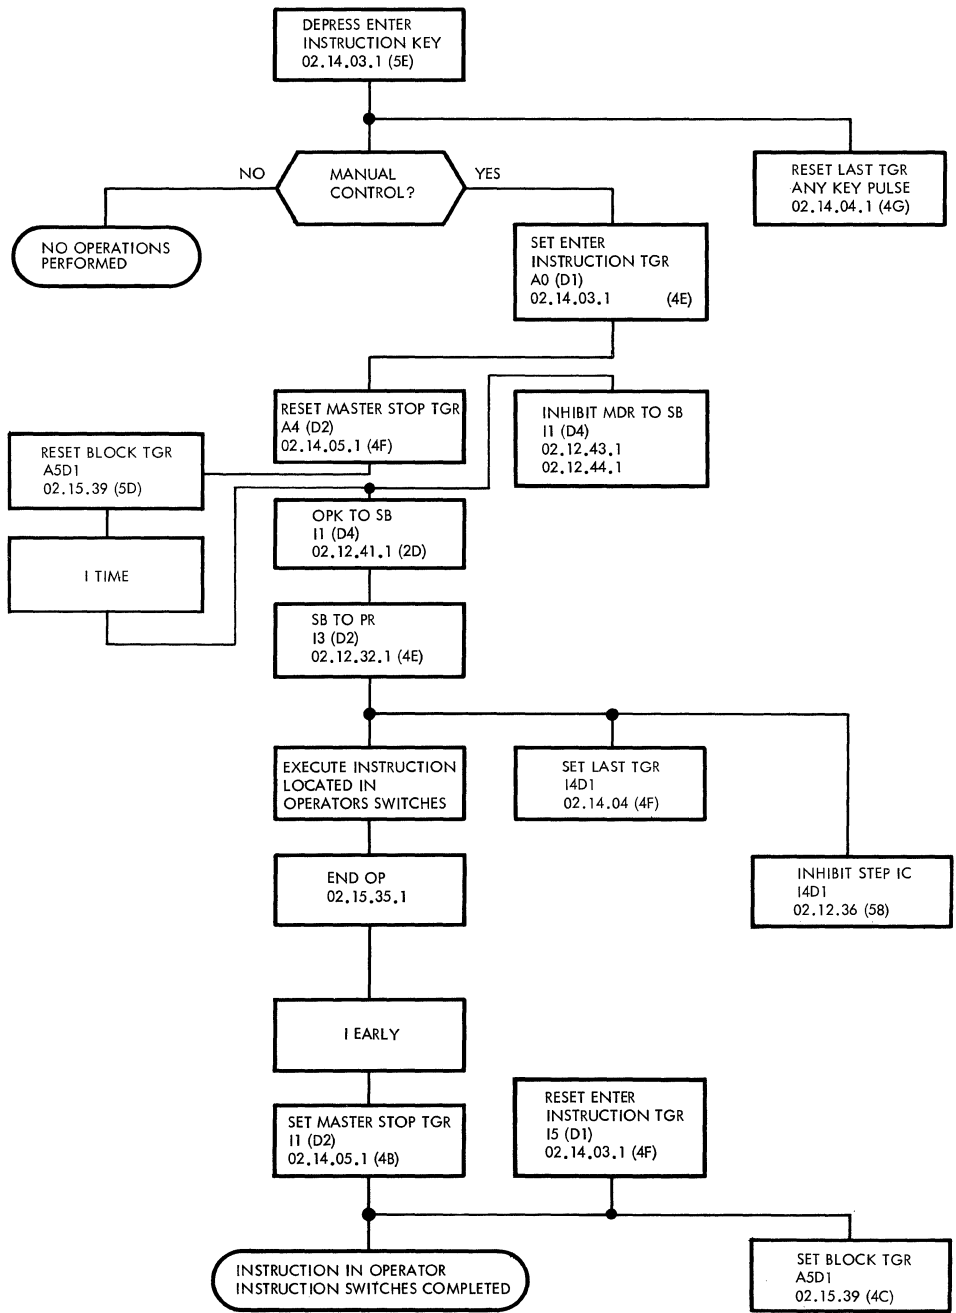 DEPRESS ENTER
INSTRUCTION KEY
02.14.03.1 (5E)
NO
MANUAL
CONTROL?
YES
RESET LAST TGR
ANY KEY PULSE
02.14.04.1 (4G)
NO OPERATIONS
PERFORMED
SET ENTER
INSTRUCTION TGR
A0 (D1)
02.14.03.1 (4E)
RESET MASTER STOP TGR
A4 (D2)
02.14.05.1 (4F)
INHIBIT MDR TO SB
I1 (D4)
02.12.43.1
02.12.44.1
RESET BLOCK TGR
A5D1
02.15.39 (5D)
OPK TO SB
I1 (D4)
02.12.41.1 (2D)
I TIME
SB TO PR
I3 (D2)
02.12.32.1 (4E)
EXECUTE INSTRUCTION
LOCATED IN
OPERATORS SWITCHES
SET LAST TGR
I4D1
02.14.04 (4F)
END OP
02.15.35.1
INHIBIT STEP IC
I4D1
02.12.36 (58)
I EARLY
SET MASTER STOP TGR
I1 (D2)
02.14.05.1 (4B)
RESET ENTER
INSTRUCTION TGR
I5 (D1)
02.14.03.1 (4F)
INSTRUCTION IN OPERATOR
INSTRUCTION SWITCHES COMPLETED
SET BLOCK TGR
A5D1
02.15.39 (4C)